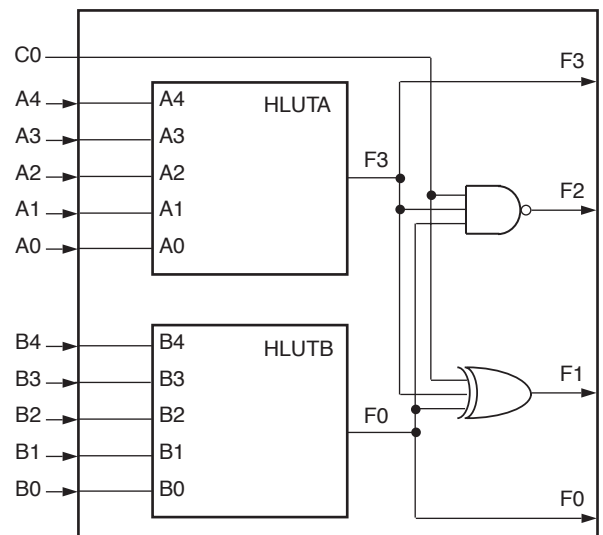 C0
F3
A4 A4 HLUTA
A3 A3
F3
A2 A2
A1 A1
F2
A0 A0
B4 B4 HLUTB
B3 B3
F1
B2 B2
F0
B1 B1
B0 B0
F0